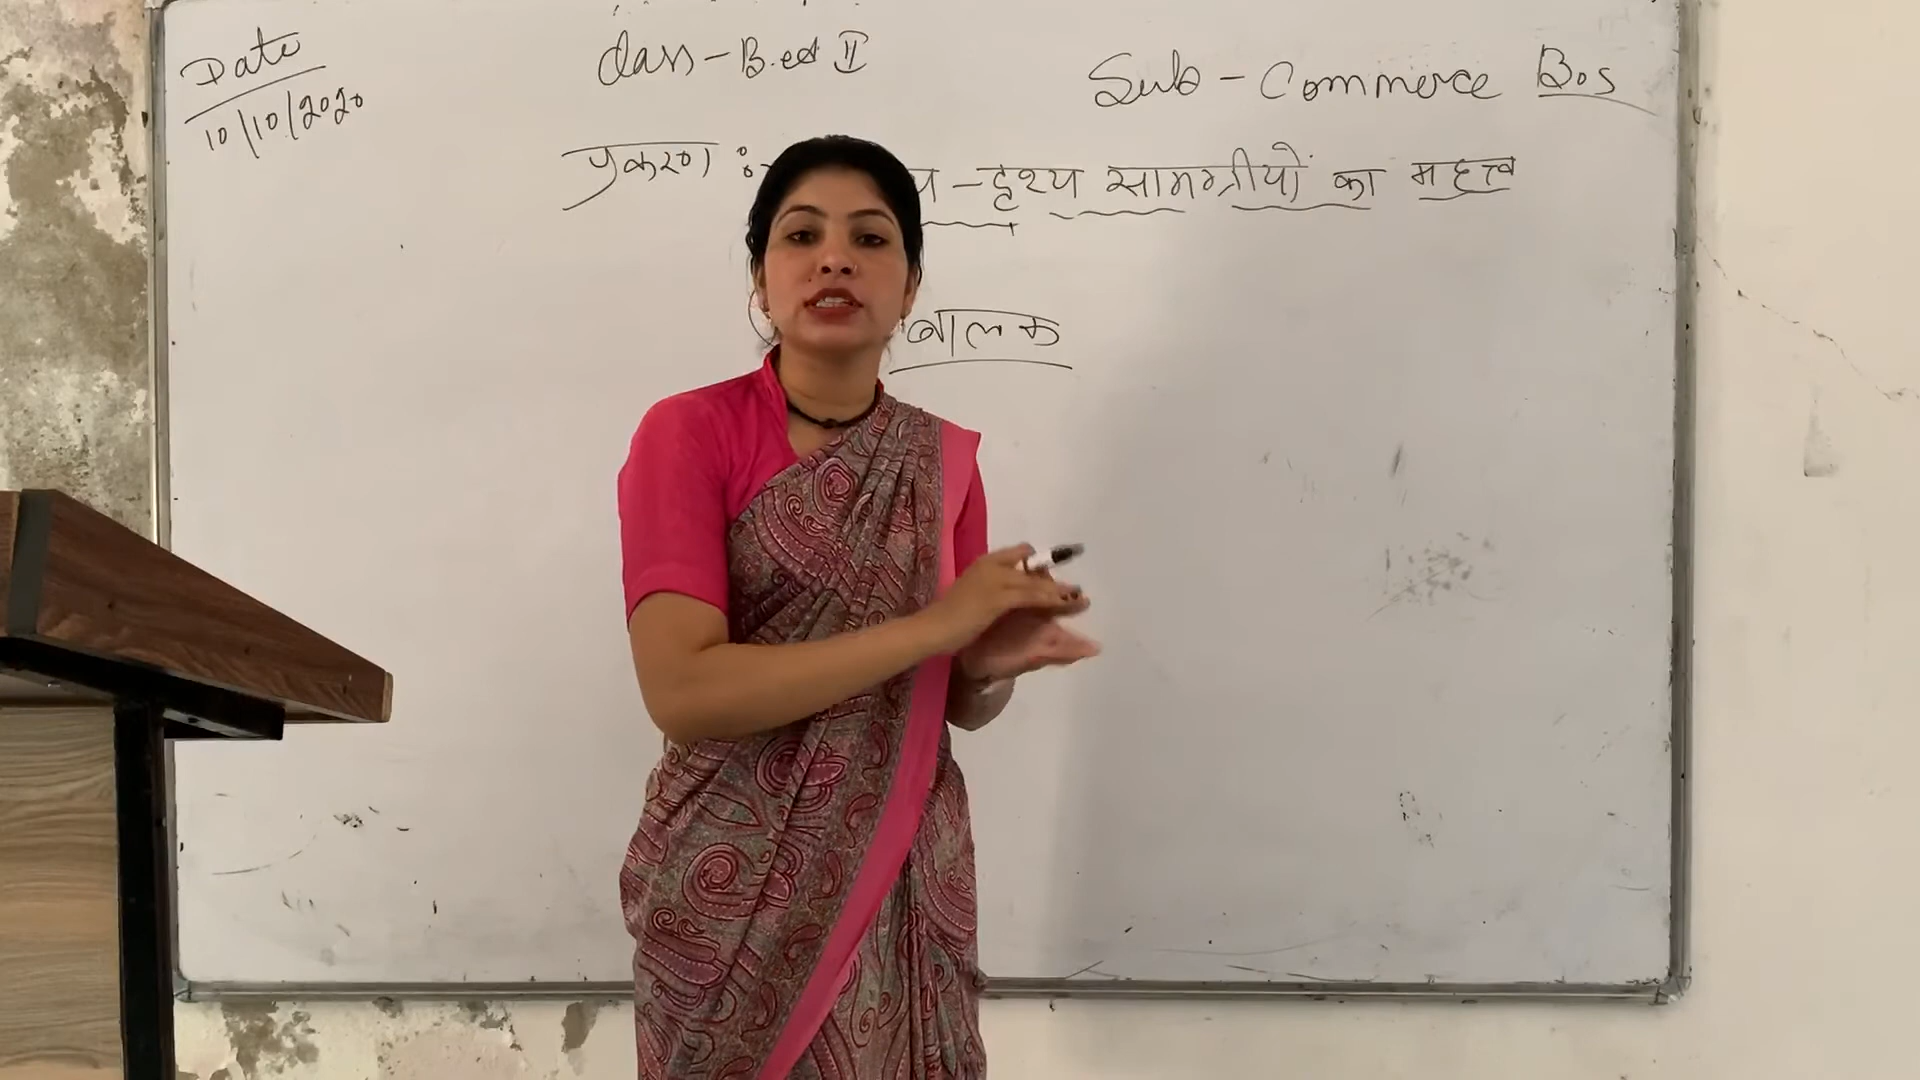 Date
10/10/2020
Class - B.ed II
Sub - Commerce Bos
प्रकरण :- य - दृश्य सामग्रीयों का महत्त्व
बालक